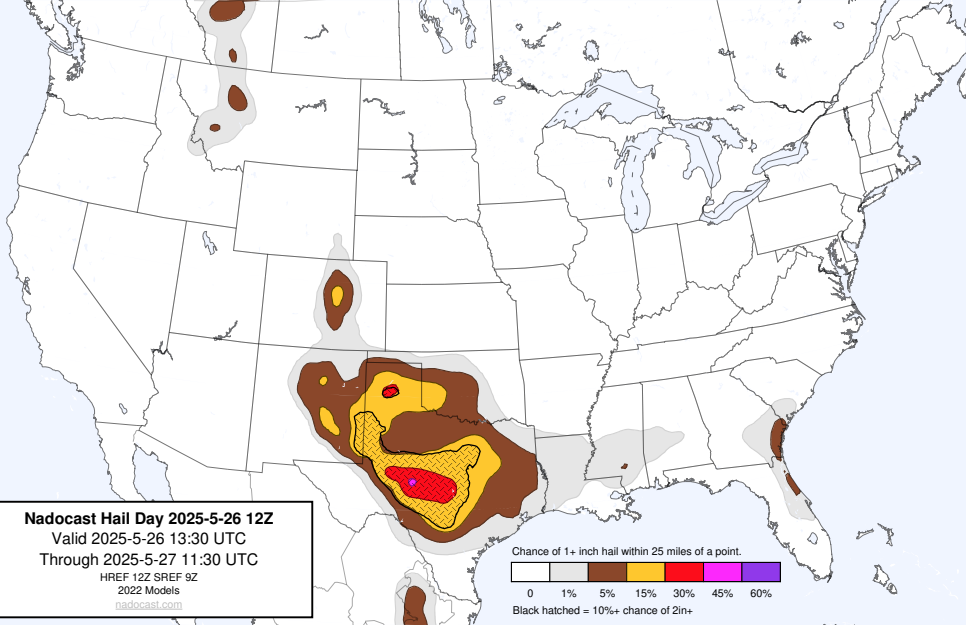 Nadocast Hail Day 2025-5-26 12Z
Valid 2025-5-26 13:30 UTC
Through 2025-5-27 11:30 UTC
HREF 12Z SREF 9Z
2022 Models
nadocast.com
Chance of 1+ inch hail within 25 miles of a point.
0 1% 5% 15% 30% 45% 60%
Black hatched = 10%+ chance of 2in+